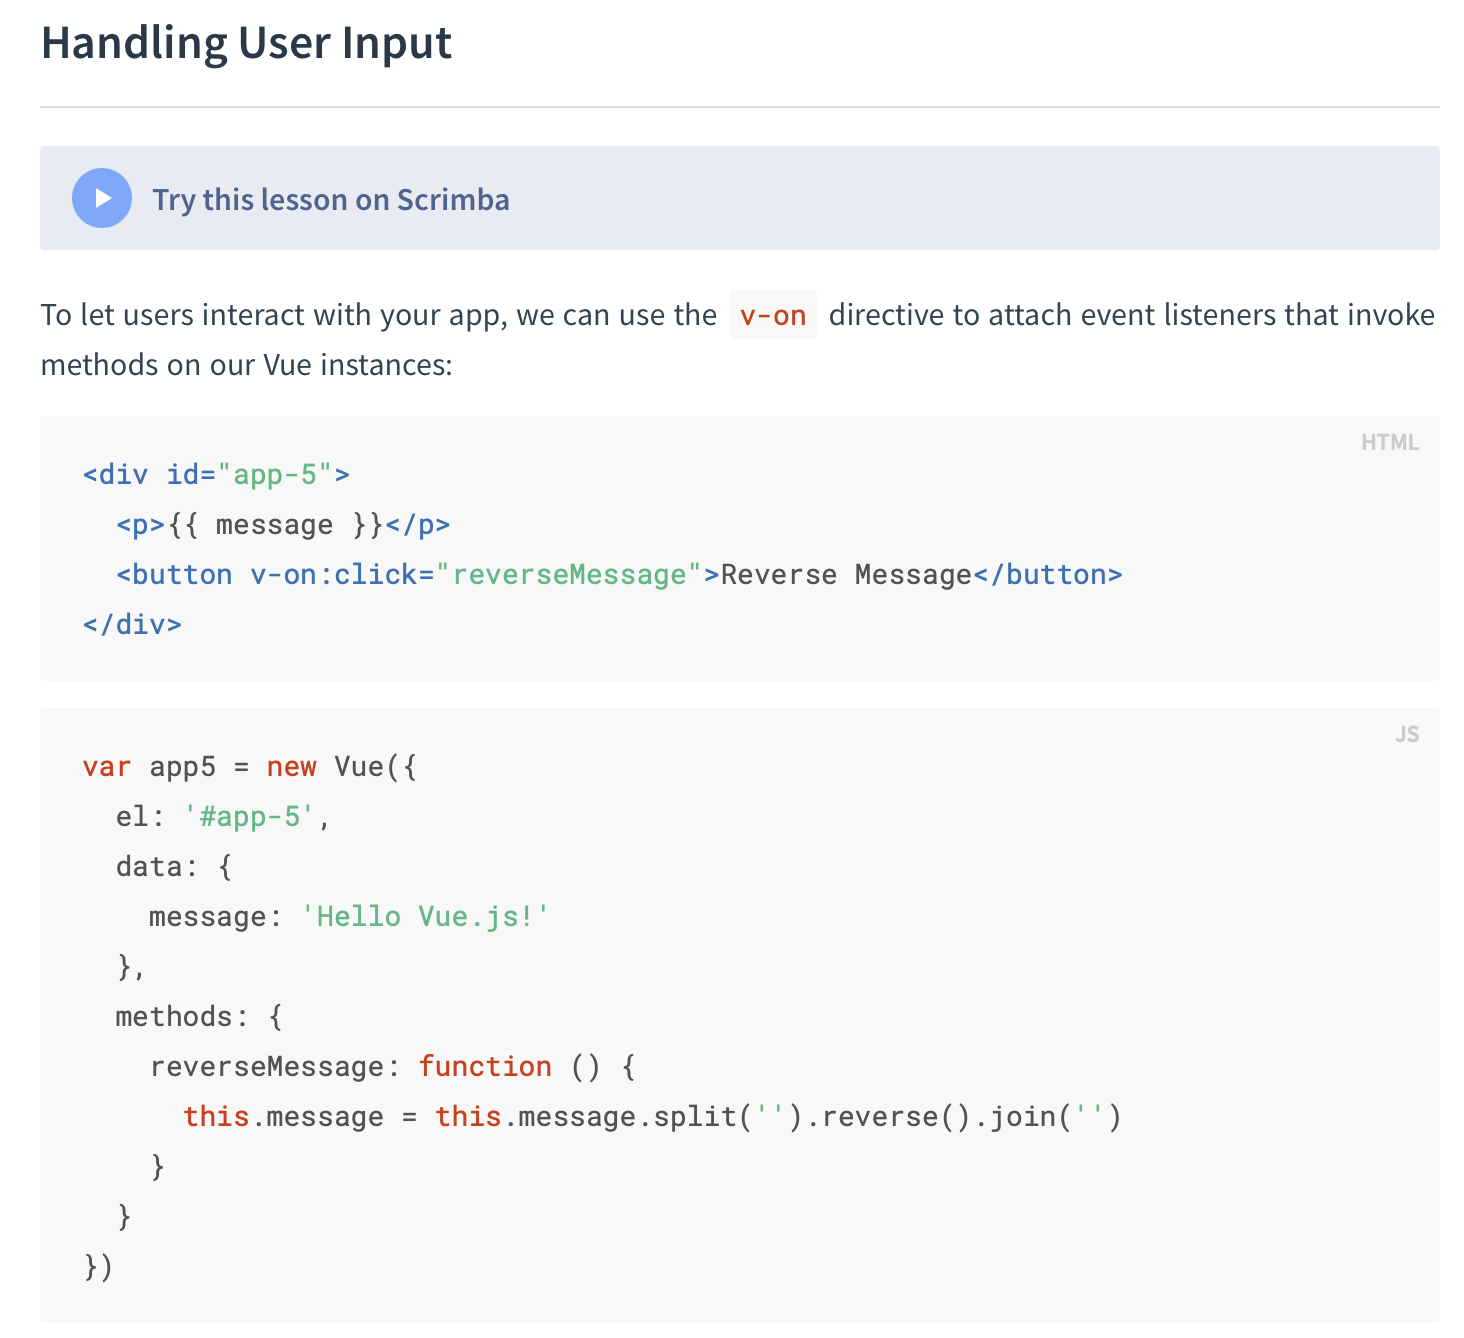 Handling User Input
Try this lesson on Scrimba
To let users interact with your app, we can use the v-on directive to attach event listeners that invoke
methods on our Vue instances:
HTML
<div id="app-5">
  <p>{{ message }}</p>
  <button v-on:click="reverseMessage">Reverse Message</button>
</div>
JS
var app5 = new Vue({
  el: '#app-5',
  data: {
    message: 'Hello Vue.js!'
  },
  methods: {
    reverseMessage: function () {
      this.message = this.message.split('').reverse().join('')
    }
  }
})